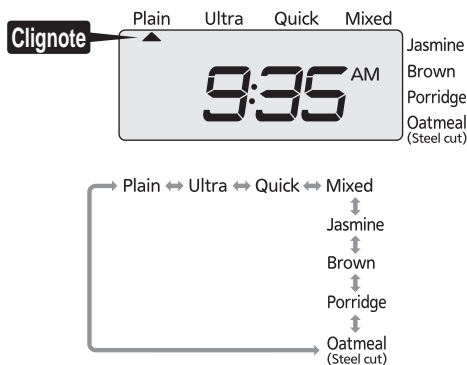 Plain Ultra Quick Mixed
Clignote
Jasmine
9:35 AM
Brown
Porridge
Oatmeal
(Steel cut)
Plain Ultra Quick Mixed
Jasmine
Brown
Porridge
Oatmeal
(Steel cut)